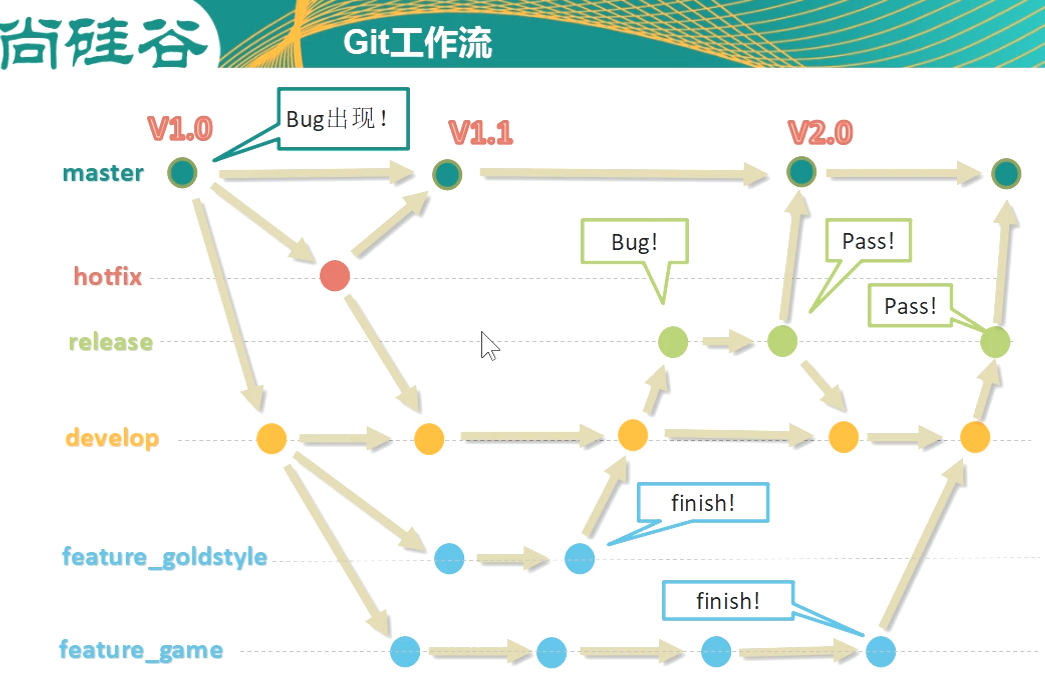 尚硅谷
Git工作流
V1.0
Bug出现!
V1.1
V2.0
master
Bug!
Pass!
hotfix
Pass!
release
develop
finish!
feature_goldstyle
finish!
feature_game